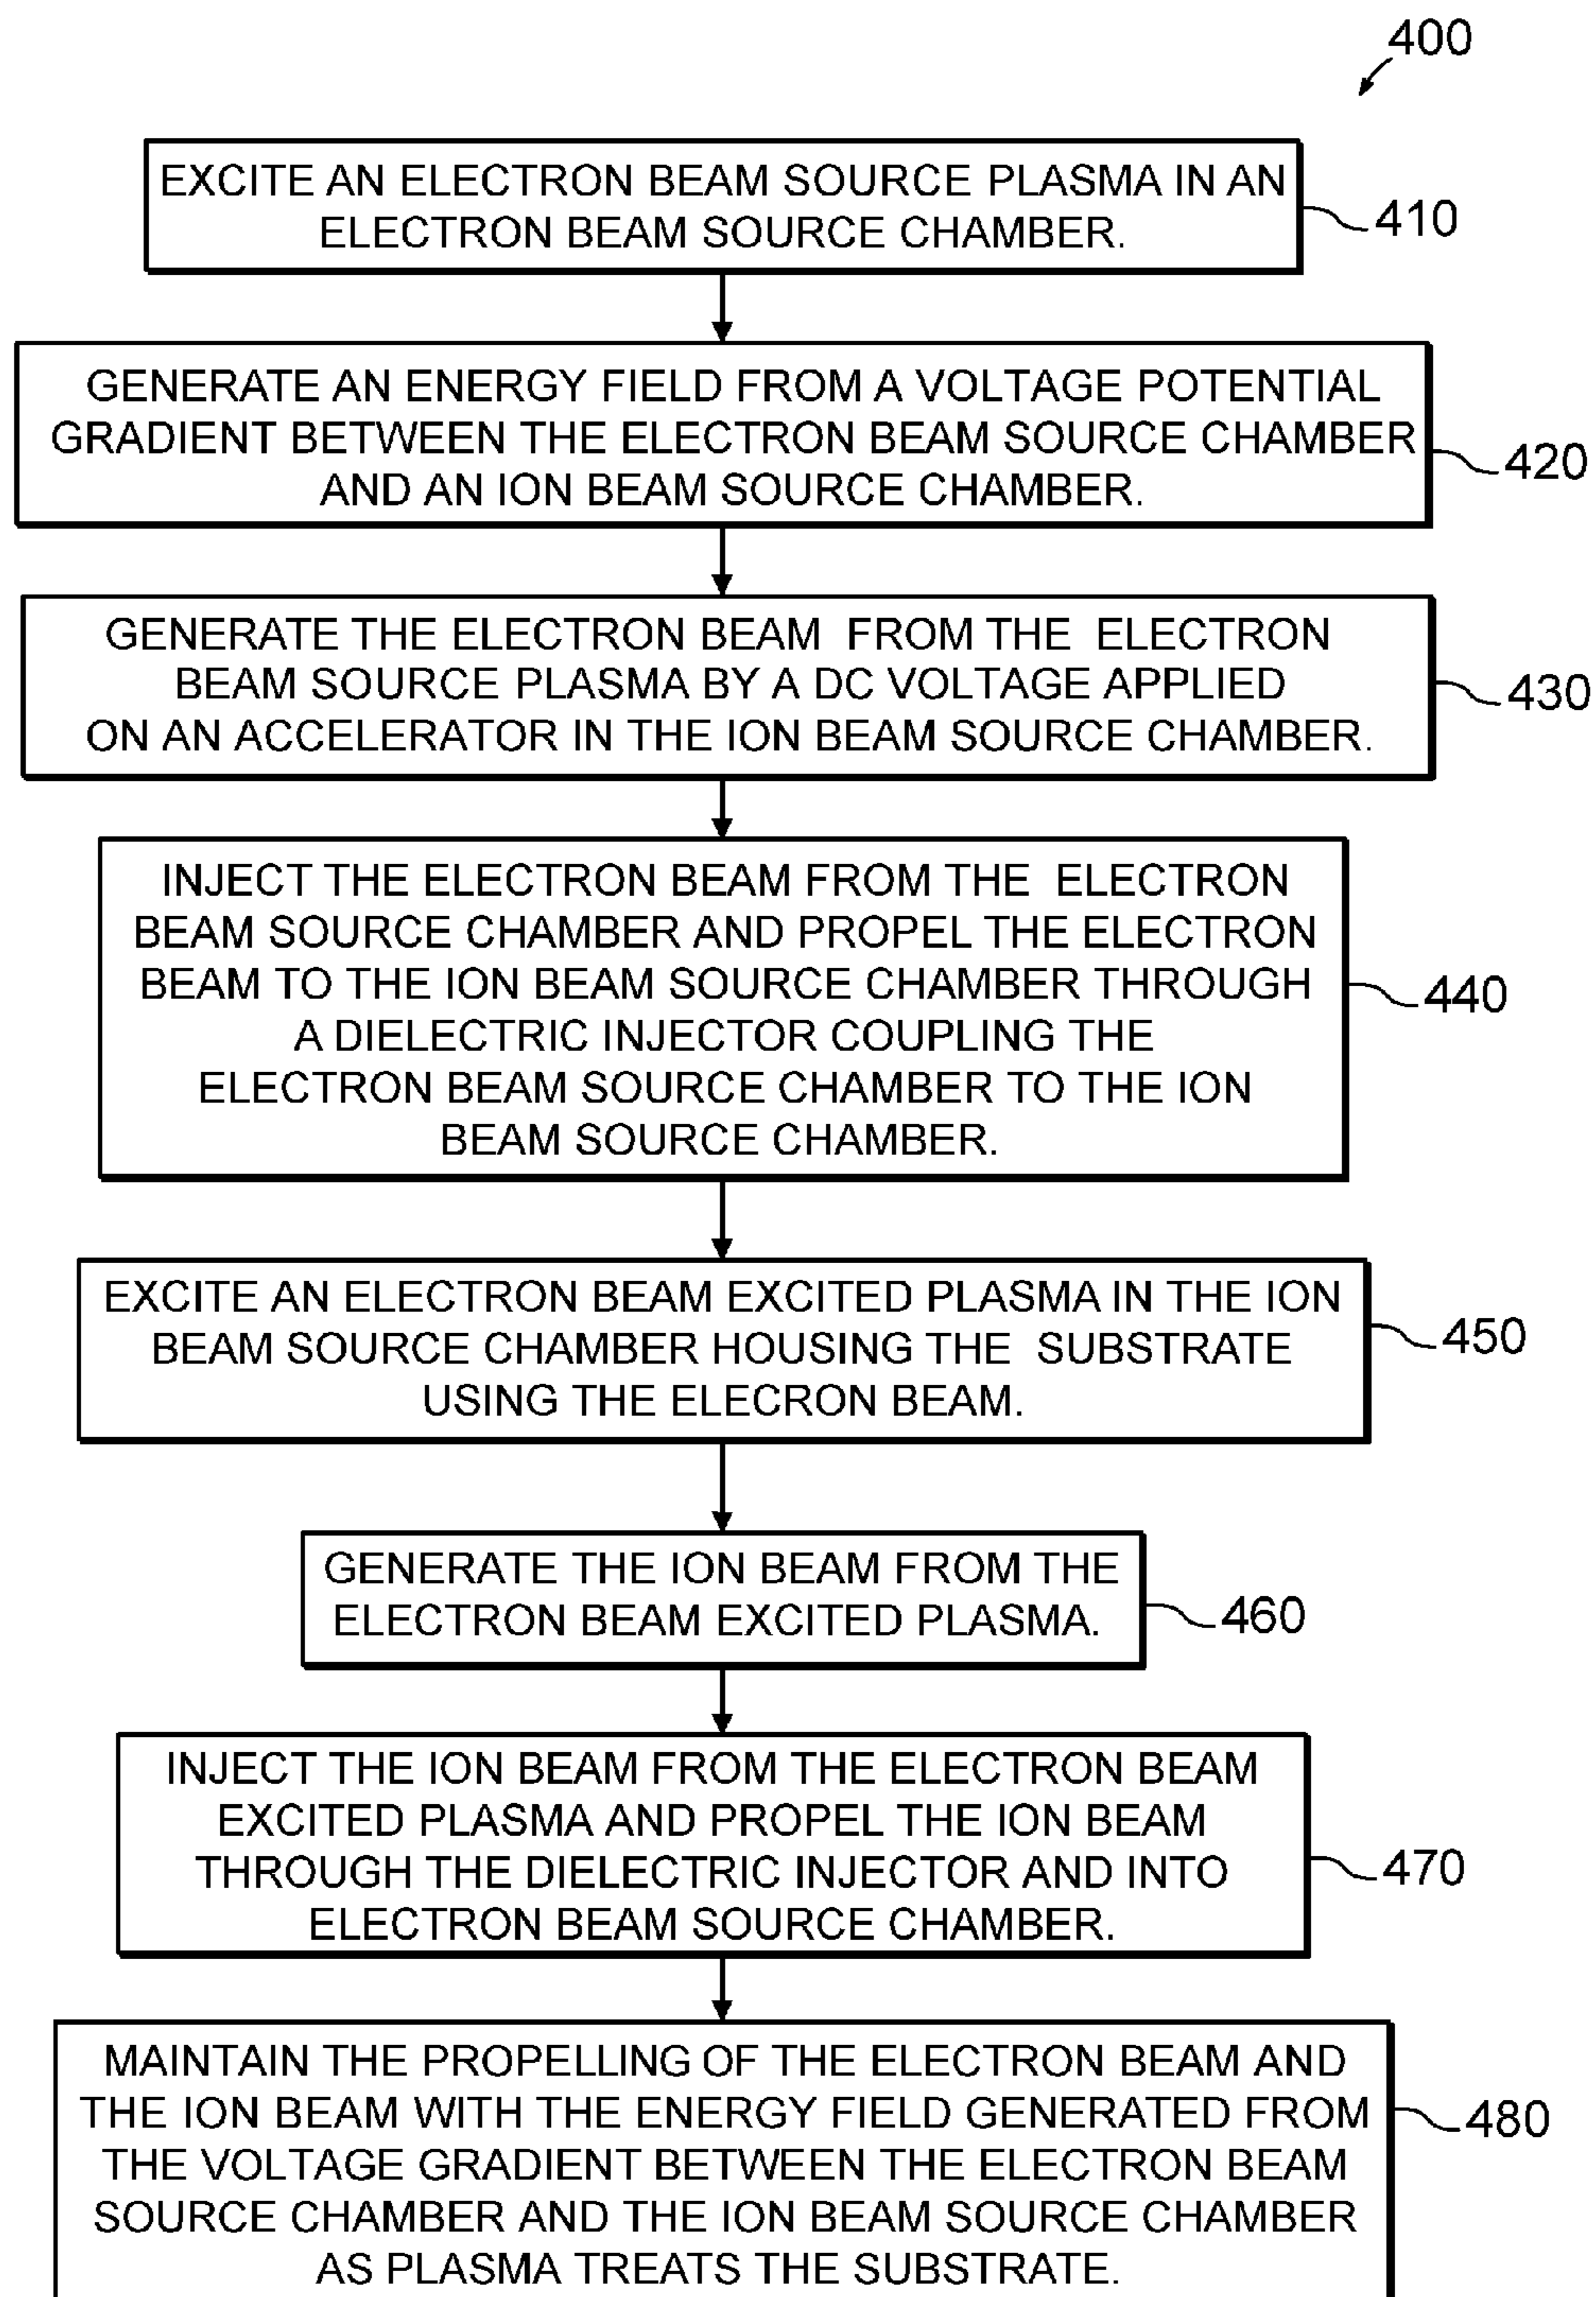 400
EXCITE AN ELECTRON BEAM SOURCE PLASMA IN AN
ELECTRON BEAM SOURCE CHAMBER.
410
GENERATE AN ENERGY FIELD FROM A VOLTAGE POTENTIAL
GRADIENT BETWEEN THE ELECTRON BEAM SOURCE CHAMBER
AND AN ION BEAM SOURCE CHAMBER.
420
GENERATE THE ELECTRON BEAM FROM THE ELECTRON
BEAM SOURCE PLASMA BY A DC VOLTAGE APPLIED
ON AN ACCELERATOR IN THE ION BEAM SOURCE CHAMBER.
430
INJECT THE ELECTRON BEAM FROM THE ELECTRON
BEAM SOURCE CHAMBER AND PROPEL THE ELECTRON
BEAM TO THE ION BEAM SOURCE CHAMBER THROUGH
A DIELECTRIC INJECTOR COUPLING THE
ELECTRON BEAM SOURCE CHAMBER TO THE ION
BEAM SOURCE CHAMBER.
440
EXCITE AN ELECTRON BEAM EXCITED PLASMA IN THE ION
BEAM SOURCE CHAMBER HOUSING THE SUBSTRATE
USING THE ELECRON BEAM.
450
GENERATE THE ION BEAM FROM THE
ELECTRON BEAM EXCITED PLASMA.
460
INJECT THE ION BEAM FROM THE ELECTRON BEAM
EXCITED PLASMA AND PROPEL THE ION BEAM
THROUGH THE DIELECTRIC INJECTOR AND INTO
ELECTRON BEAM SOURCE CHAMBER.
470
MAINTAIN THE PROPELLING OF THE ELECTRON BEAM AND
THE ION BEAM WITH THE ENERGY FIELD GENERATED FROM
THE VOLTAGE GRADIENT BETWEEN THE ELECTRON BEAM
SOURCE CHAMBER AND THE ION BEAM SOURCE CHAMBER
AS PLASMA TREATS THE SUBSTRATE.
480